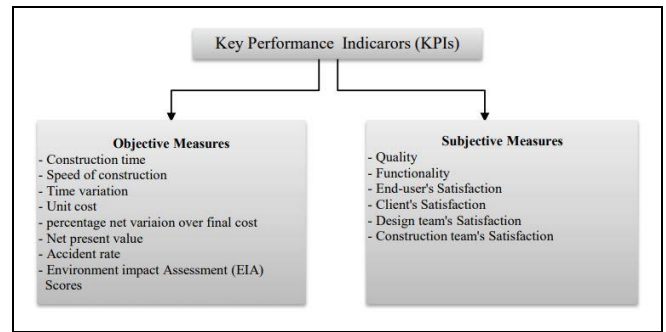 Key Performance Indicarors (KPIs)
Objective Measures
- Construction time
- Speed of construction
- Time variation
- Unit cost
- percentage net variaion over final cost
- Net present value
- Accident rate
- Environment impact Assessment (EIA)
Scores
Subjective Measures
- Quality
- Functionality
- End-user's Satisfaction
- Client's Satisfaction
- Design team's Satisfaction
- Construction team's Satisfaction